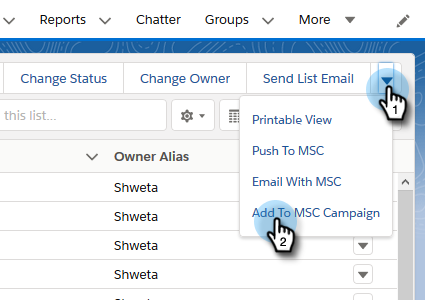 Reports Chatter Groups More
Change Status Change Owner Send List Email
1
this list...
Printable View
Push To MSC
Owner Alias
Email With MSC
Shweta
Add To MSC Campaign
Shweta
2
Shweta
Shweta